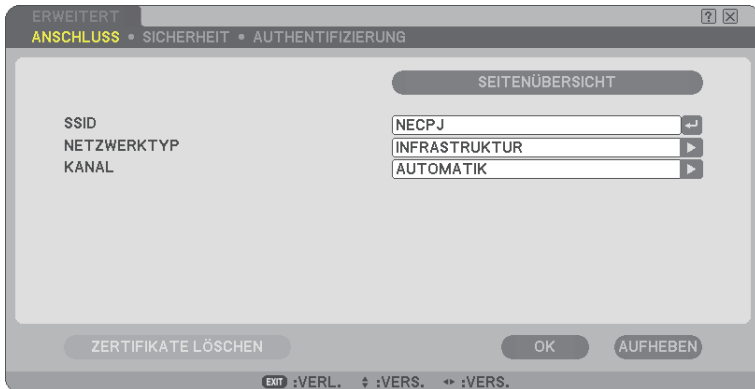 ERWEITERT
ANSCHLUSS • SICHERHEIT • AUTHENTIFIZIERUNG
SEITENÜBERSICHT
SSID NECPJ
NETZWERKTYP INFRASTRUKTUR
KANAL AUTOMATIK
ZERTIFIKATE LÖSCHEN OK AUFHEBEN
EXIT :VERL. :VERS. :VERS.